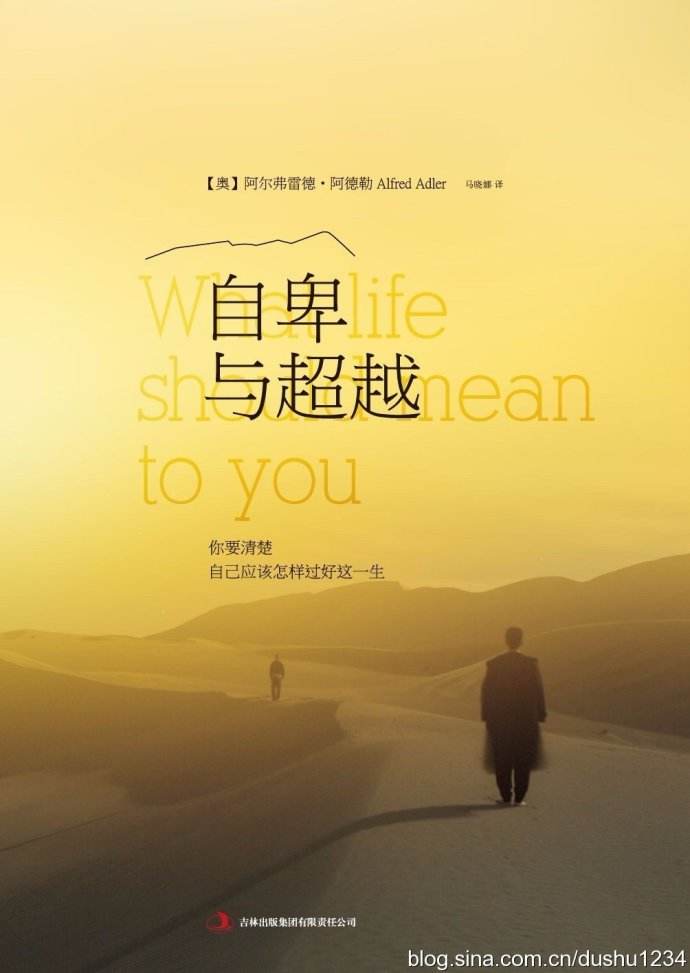 【奥】阿尔弗雷德·阿德勒 Alfred Adler 马晓娜 译
What life
should mean
to you
自卑
与超越
你要清楚
自己应该怎样过好这一生
吉林出版集团有限责任公司
blog.sina.com.cn/dushu1234